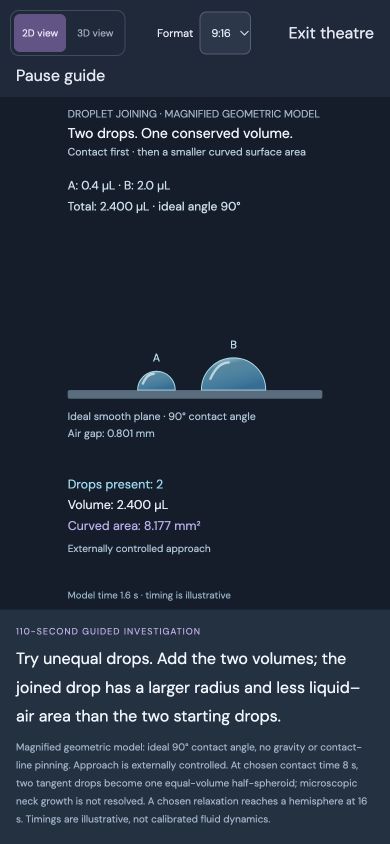 2D view 3D view Format 9:16 Exit theatre
Pause guide
DROPLET JOINING · MAGNIFIED GEOMETRIC MODEL
Two drops. One conserved volume.
Contact first · then a smaller curved surface area
A: 0.4 µL · B: 2.0 µL
Total: 2.400 µL · ideal angle 90°
A B
Ideal smooth plane · 90° contact angle
Air gap: 0.801 mm
Drops present: 2
Volume: 2.400 µL
Curved area: 8.177 mm²
Externally controlled approach
Model time 1.6 s · timing is illustrative
110-SECOND GUIDED INVESTIGATION
Try unequal drops. Add the two volumes; the
joined drop has a larger radius and less liquid–
air area than the two starting drops.
Magnified geometric model: ideal 90° contact angle, no gravity or contact-
line pinning. Approach is externally controlled. At chosen contact time 8 s,
two tangent drops become one equal-volume half-spheroid; microscopic
neck growth is not resolved. A chosen relaxation reaches a hemisphere at 16
s. Timings are illustrative, not calibrated fluid dynamics.